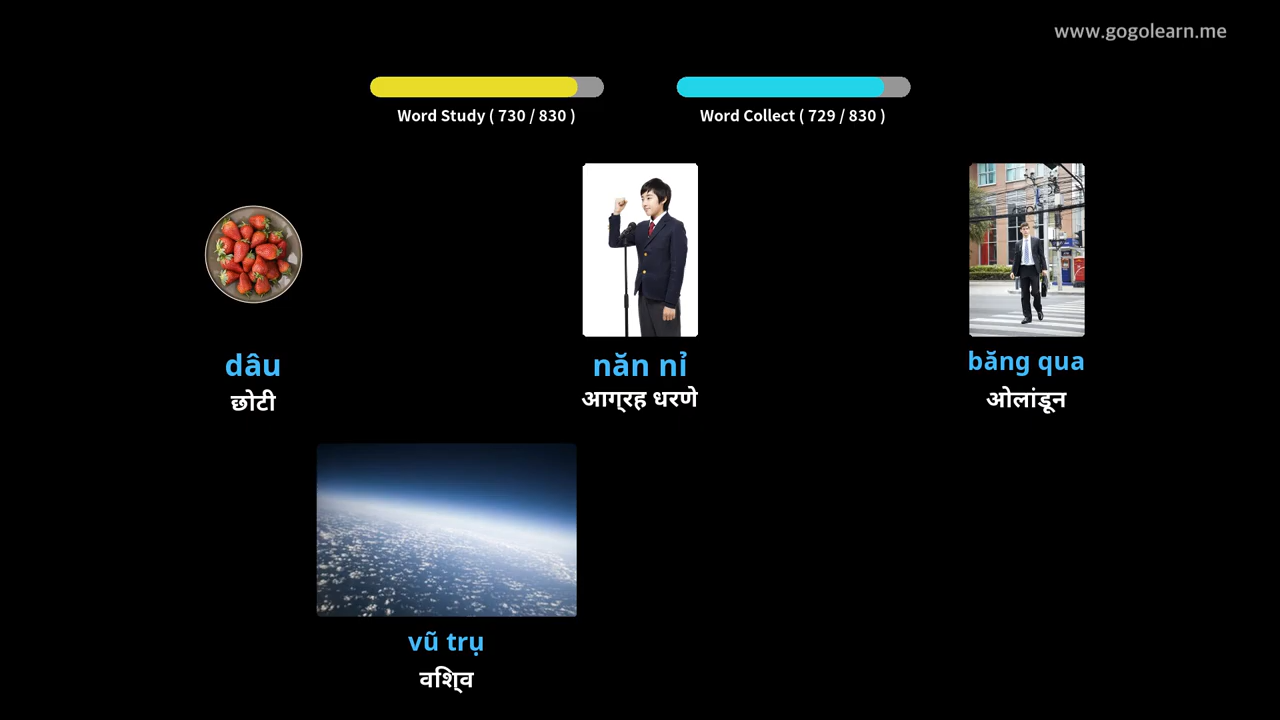 www.gogolearn.me
Word Study ( 730 / 830 )
Word Collect ( 729 / 830 )
dâu
छोटी
năn nỉ
आग्रह धरणे
băng qua
ओलांडून
vũ trụ
वशि्व